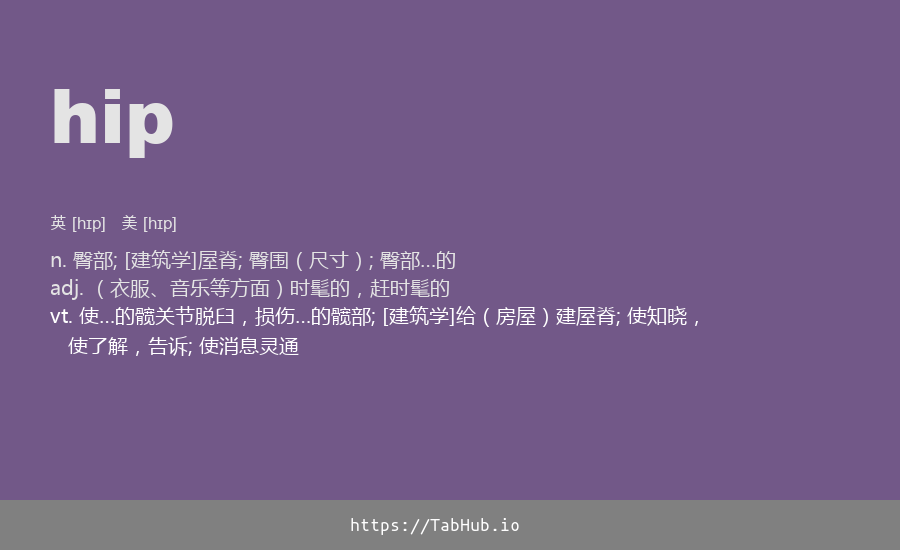 hip
英 [hɪp] 美 [hɪp]
n. 臀部; [建筑学]屋脊; 臀围（尺寸）; 臀部…的
adj. （衣服、音乐等方面）时髦的，赶时髦的
vt. 使…的髋关节脱臼，损伤…的髋部; [建筑学]给（房屋）建屋脊; 使知晓，
使了解，告诉; 使消息灵通
https://TabHub.io